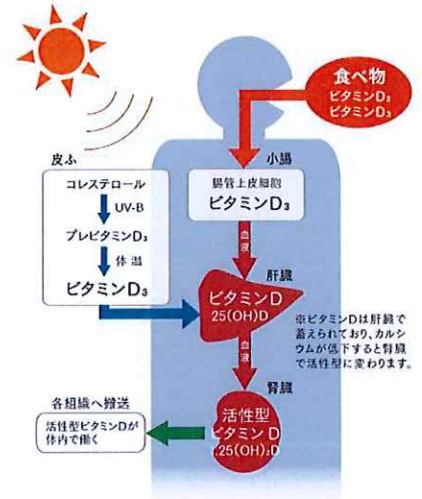 食べ物
ビタミンD₂
ビタミンD₃
皮ふ
コレステロール
UV-B
プレビタミンD₃
体温
ビタミンD₃
小腸
腸管上皮細胞
ビタミンD₃
血液
肝臓
ビタミンD
25(OH)D
※ビタミンDは肝臓で
蓄えられており、カルシ
ウムが低下すると腎臓
で活性型に変わります。
血液
腎臓
活性型
ビタミンD
1.25(OH)₂D
各組織へ搬送
活性型ビタミンDが
体内で働く